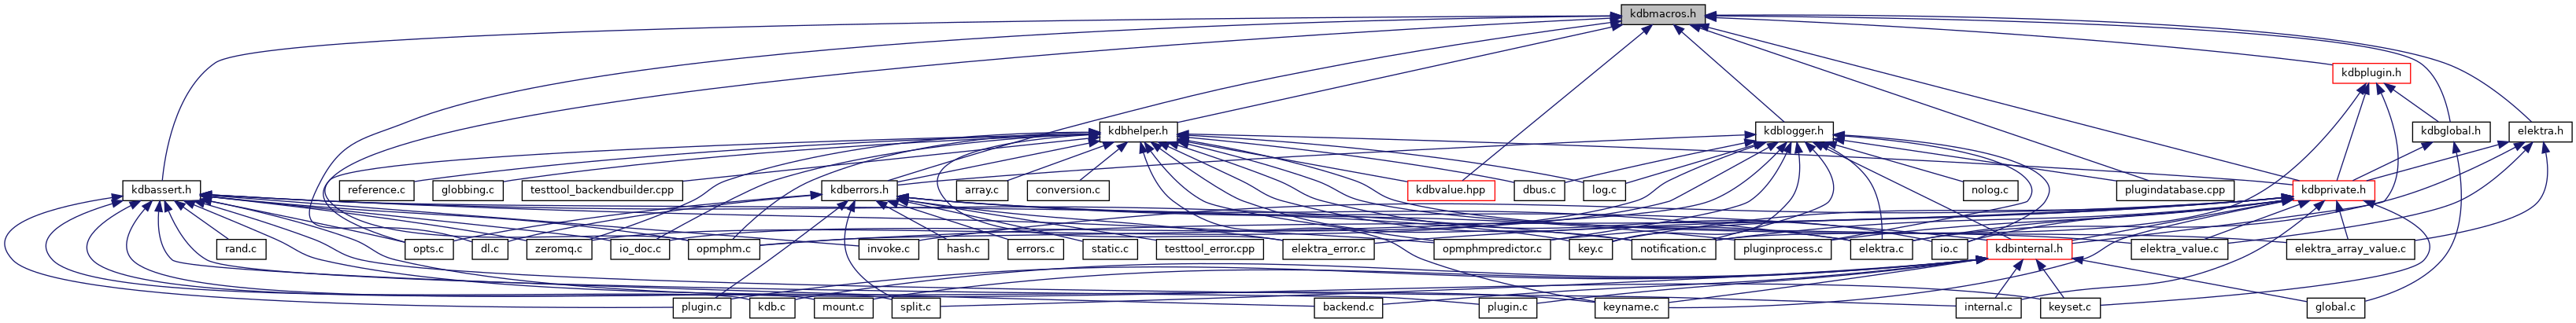 kdbmacros.h
kdbplugin.h
kdbhelper.h
kdblogger.h
kdbglobal.h
elektra.h
kdbassert.h
reference.c
globbing.c
testtool_backendbuilder.cpp
kdberrors.h
array.c
conversion.c
kdbvalue.hpp
dbus.c
log.c
nolog.c
plugindatabase.cpp
kdbprivate.h
rand.c
opts.c
dl.c
zeromq.c
io_doc.c
opmphm.c
invoke.c
hash.c
errors.c
static.c
testtool_error.cpp
elektra_error.c
opmphmpredictor.c
key.c
notification.c
pluginprocess.c
elektra.c
io.c
kdbinternal.h
elektra_value.c
elektra_array_value.c
plugin.c
kdb.c
mount.c
split.c
backend.c
plugin.c
keyname.c
internal.c
keyset.c
global.c